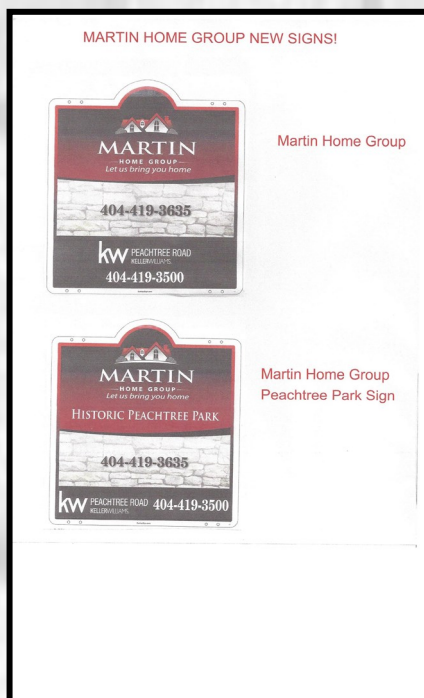 MARTIN HOME GROUP NEW SIGNS!
MARTIN
HOME GROUP
Let us bring you home
404-419-3635
kw PEACHTREE ROAD
KELLERWILLIAMS.
404-419-3500
Martin Home Group
MARTIN
HOME GROUP
Let us bring you home
HISTORIC PEACHTREE PARK
404-419-3635
kw PEACHTREE ROAD 404-419-3500
KELLERWILLIAMS.
Martin Home Group
Peachtree Park Sign